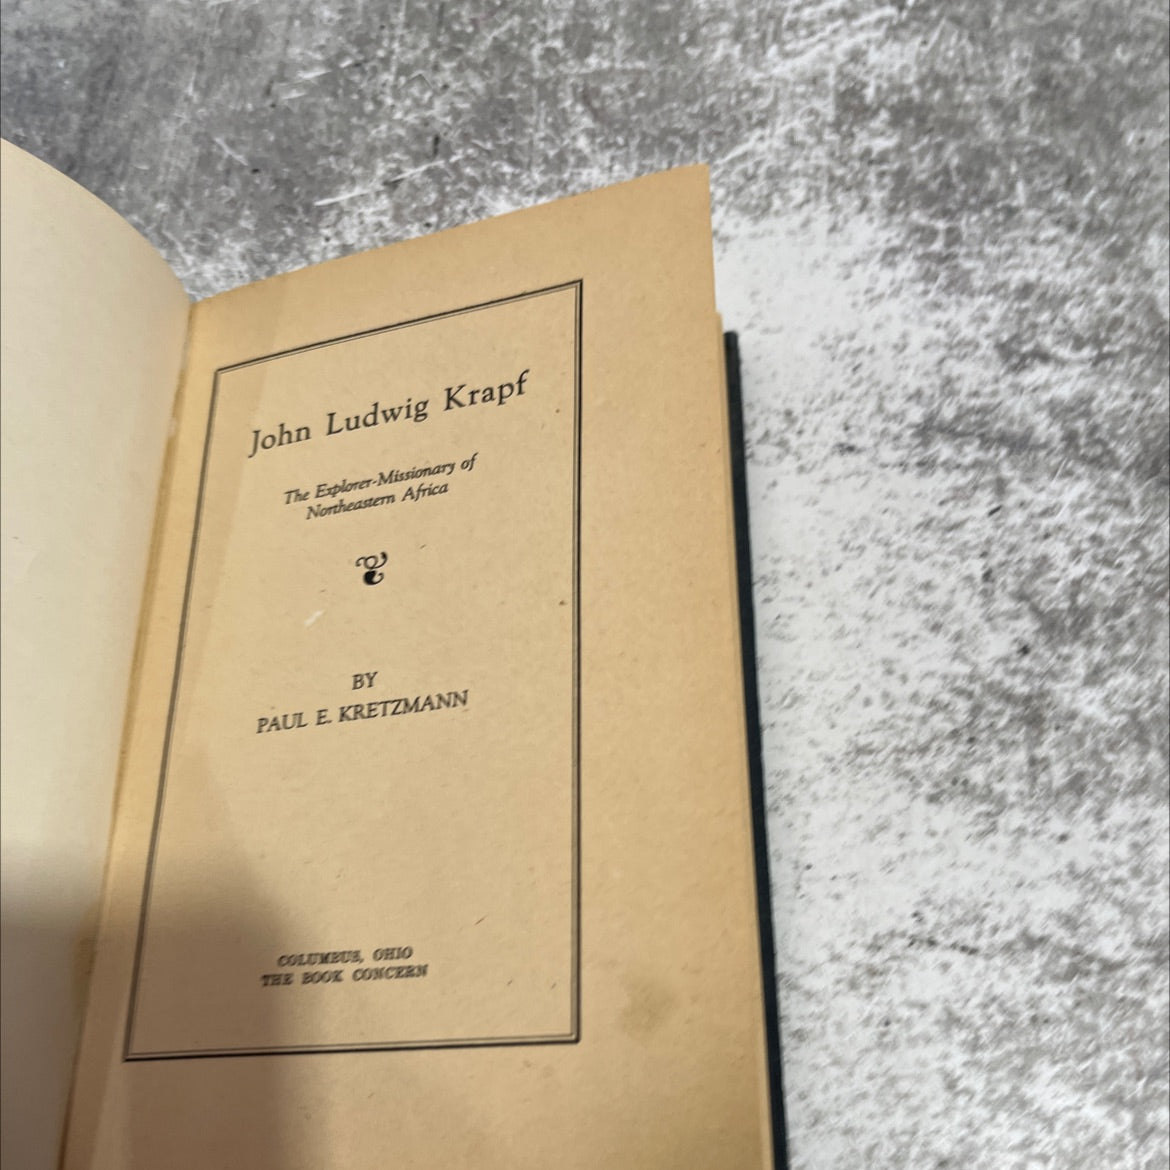 John Ludwig Krapf
The Explorer-Missionary of
Northeastern Africa
BY
PAUL E. KRETZMANN
COLUMBUS, OHIO
THE BOOK CONCERN